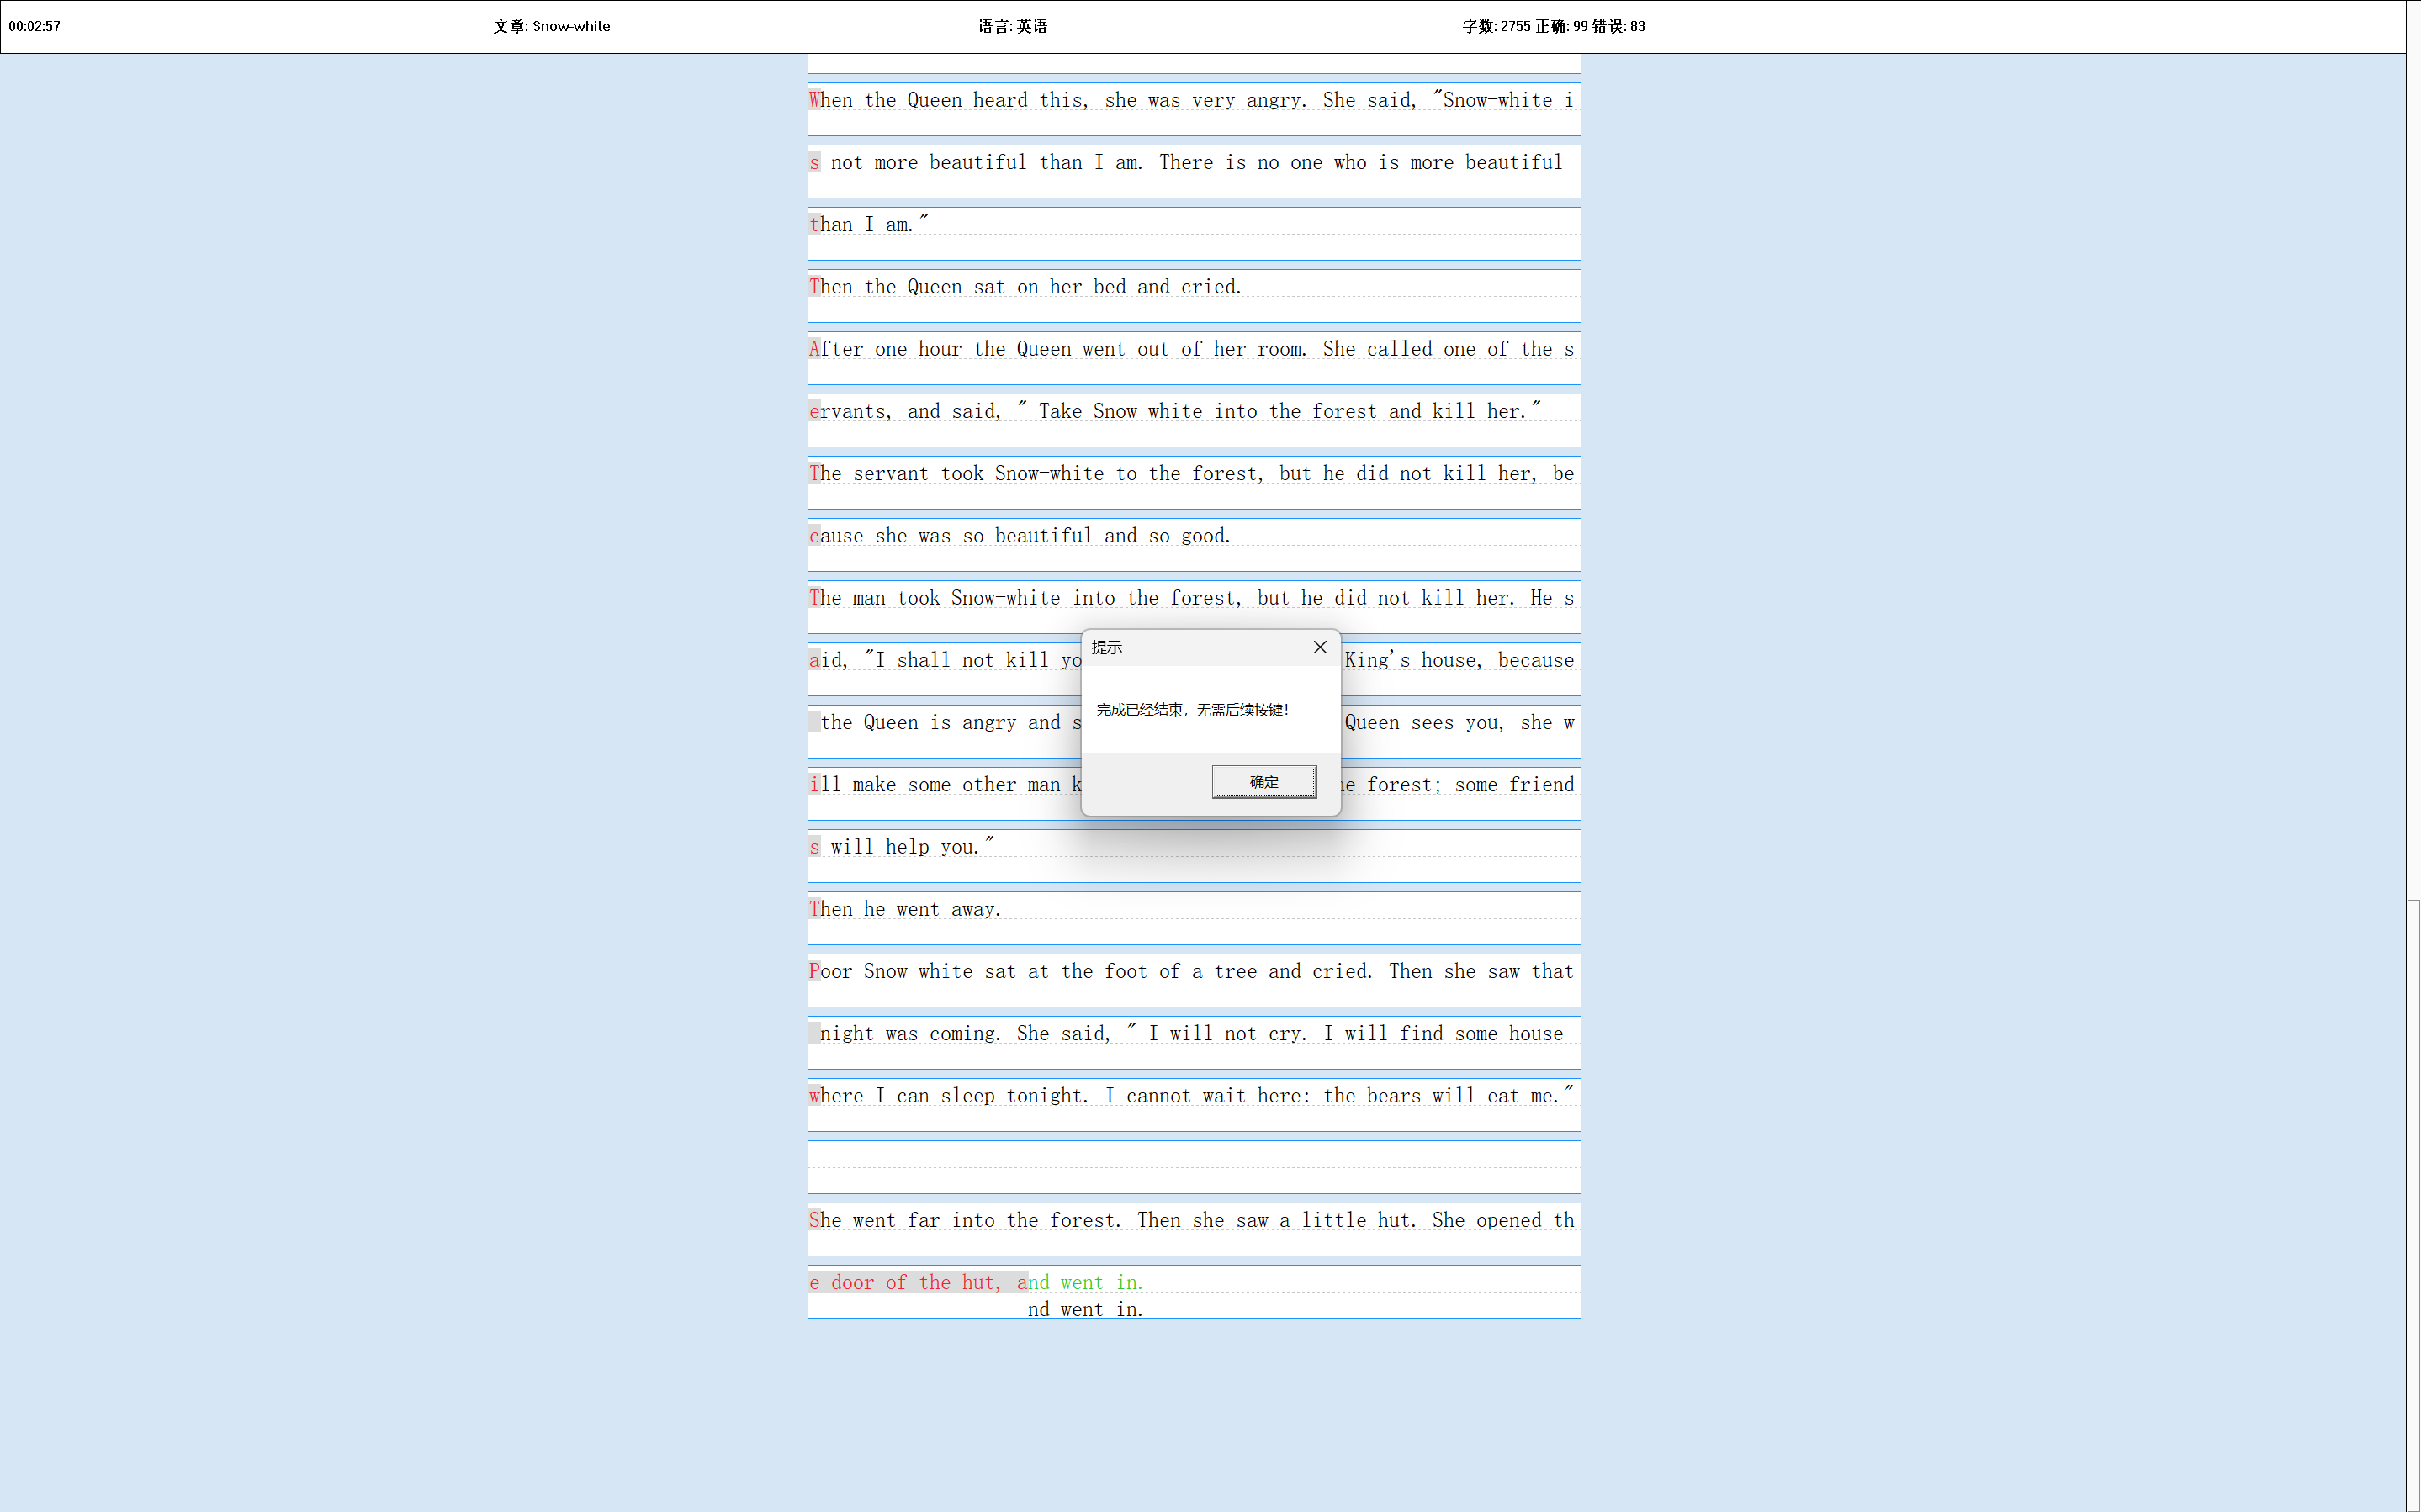 00:02:57 文章: Snow-white 语言: 英语 字数: 2755 正确: 99 错误: 83
When the Queen heard this, she was very angry. She said, "Snow-white i
s not more beautiful than I am. There is no one who is more beautiful
than I am."
Then the Queen sat on her bed and cried.
After one hour the Queen went out of her room. She called one of the s
ervants, and said, " Take Snow-white into the forest and kill her."
The servant took Snow-white to the forest, but he did not kill her, be
cause she was so beautiful and so good.
The man took Snow-white into the forest, but he did not kill her. He s
aid, "I shall not kill yo King's house, because
the Queen is angry and s Queen sees you, she w
ill make some other man k e forest; some friend
s will help you."
Then he went away.
Poor Snow-white sat at the foot of a tree and cried. Then she saw that
night was coming. She said, " I will not cry. I will find some house
where I can sleep tonight. I cannot wait here: the bears will eat me."
She went far into the forest. Then she saw a little hut. She opened th
e door of the hut, and went in.
nd went in.
提示
完成已经结束，无需后续按键！
确定